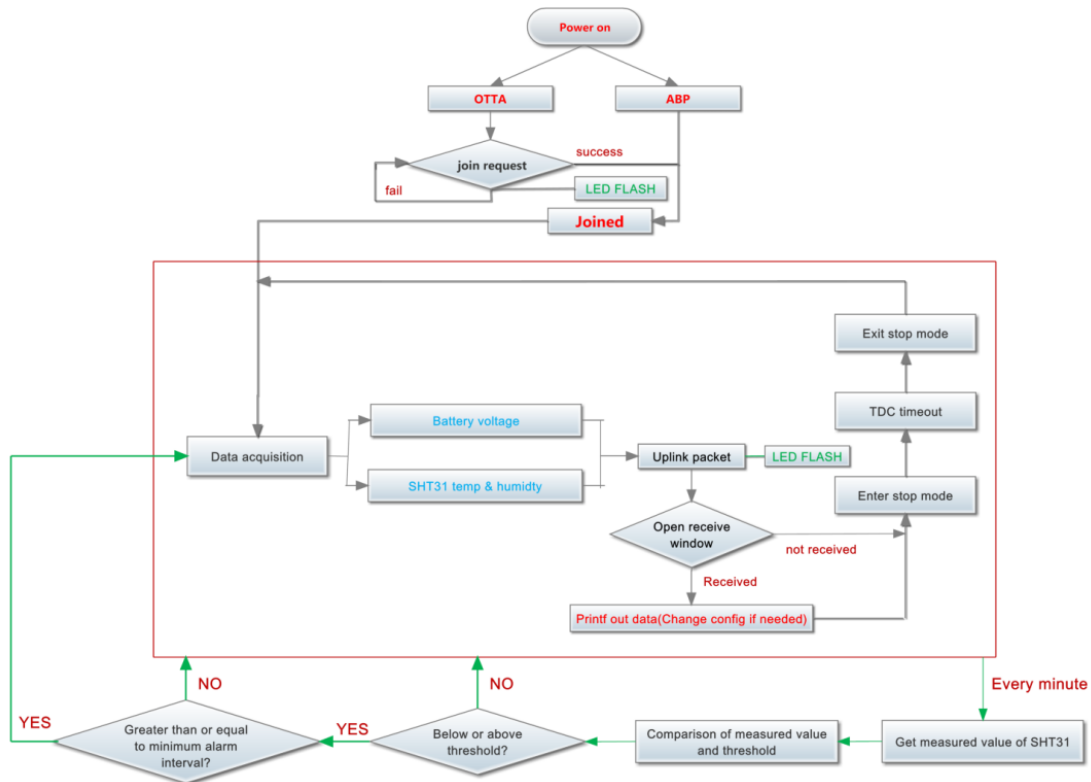 Power on
OTTA
ABP
join request
success
fail
LED FLASH
Joined
Exit stop mode
TDC timeout
Battery voltage
Data acquisition
Uplink packet
LED FLASH
SHT31 temp & humidty
Enter stop mode
Open receive
window
not received
Received
Printf out data(Change config if needed)
NO
NO
Every minute
YES
Greater than or equal
to minimum alarm
interval?
YES
Below or above
threshold?
Comparison of measured value
and threshold
Get measured value of SHT31